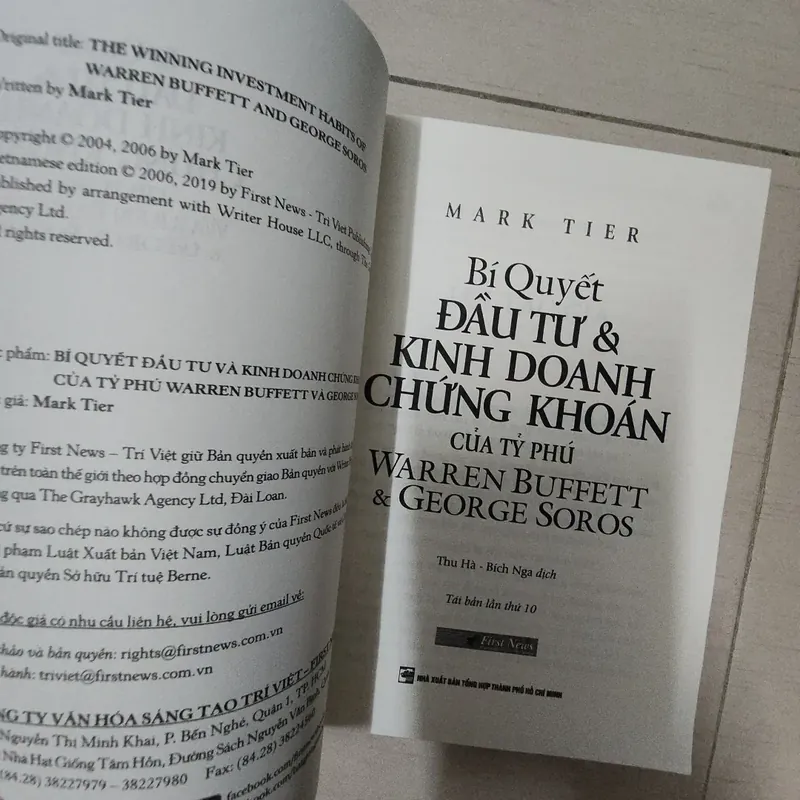 Original title: THE WINNING INVESTMENT HABITS OF
WARREN BUFFETT AND GEORGE SOROS
Written by Mark Tier
Copyright © 2004, 2006 by Mark Tier
Vietnamese edition © 2006, 2019 by First News - Tri Viet Publishing
Published by arrangement with Writer House LLC, through The
Agency Ltd.
All rights reserved.
phẩm: BÍ QUYẾT ĐẦU TƯ VÀ KINH DOANH CHỨNG
CỦA TỶ PHÚ WARREN BUFFETT VÀ GEORGE
giả: Mark Tier
ty First News – Trí Việt giữ Bản quyền xuất bản và phát hành
trên toàn thế giới theo hợp đồng chuyển giao Bản quyền với
qua The Grayhawk Agency Ltd, Đài Loan.
cứ sự sao chép nào không được sự đồng ý của First News đều
phạm Luật Xuất bản Việt Nam, Luật Bản quyền Quốc tế
quyền Sở hữu Trí tuệ Berne.
độc giả có nhu cầu liên hệ, vui lòng gửi email về:
thảo và bản quyền: rights@firstnews.com.vn
hành: triviet@firstnews.com.vn
TY VĂN HÓA SÁNG TẠO TRÍ VIỆT – FIRST
Nguyễn Thị Minh Khai, P. Bến Nghé, Quận 1, TP.
Nhà Hạt Giống Tâm Hồn, Đường Sách Nguyễn Văn Bình
(84.28) 38227979 – 38227980 Fax: (84.28) 38224560
facebook.com
MARK TIER
Bí Quyết
ĐẦU TƯ &
KINH DOANH
CHỨNG KHOÁN
CỦA TỶ PHÚ
WARREN BUFFETT
& GEORGE SOROS
Thu Hà - Bích Nga dịch
Tái bản lần thứ 10
First News
NHÀ XUẤT BẢN TỔNG HỢP THÀNH PHỐ HỒ CHÍ MINH